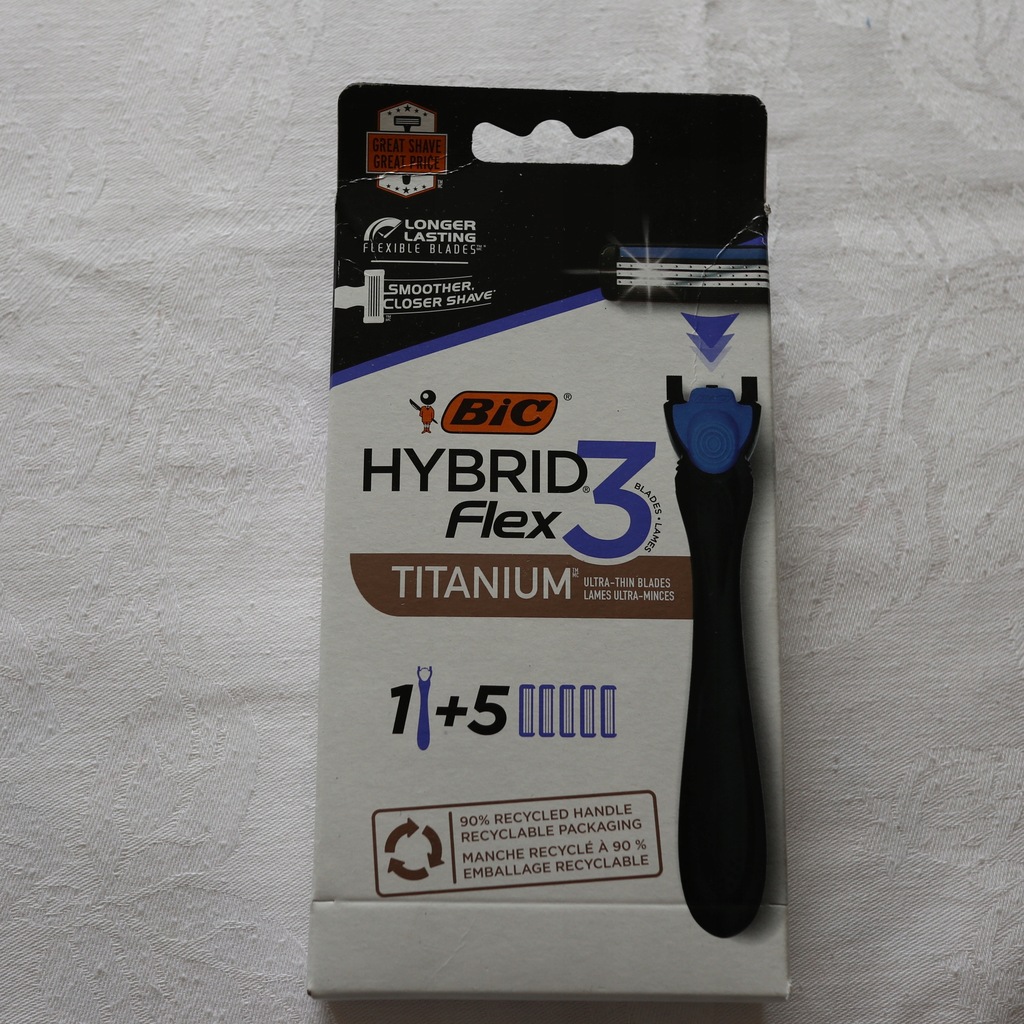 GREAT SHAVE
GREAT PRICE
LONGER
LASTING
FLEXIBLE BLADES
SMOOTHER,
CLOSER SHAVE*
BiC®
HYBRID®
Flex 3
BLADES • LAMES
TITANIUM
ULTRA-THIN BLADES
LAMES ULTRA-MINCES
1 +5
90% RECYCLED HANDLE
RECYCLABLE PACKAGING
MANCHE RECYCLÉ À 90 %
EMBALLAGE RECYCLABLE